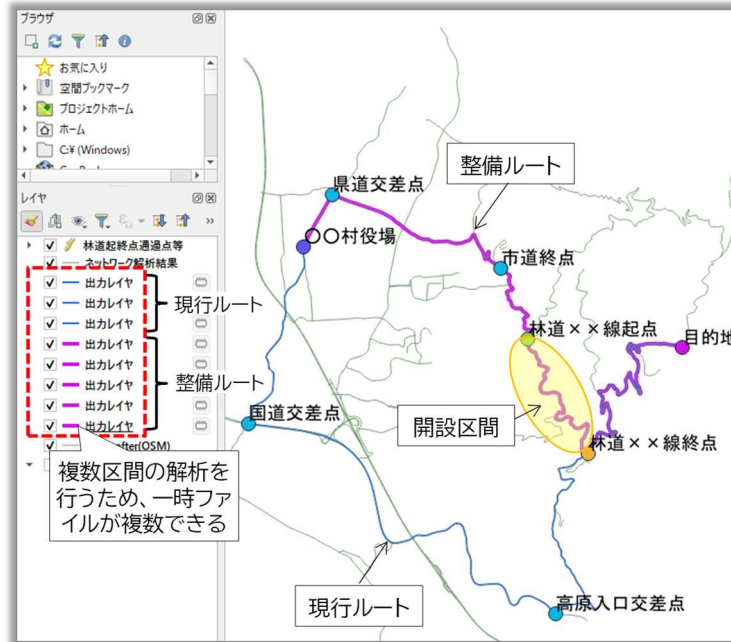 ブラウザ
お気に入り
空間ブックマーク
プロジェクトホーム
ホーム
C:¥ (Windows)
レイヤ
林道起終点通過点等
ネットワーク解析結果
出力レイヤ
出力レイヤ
出力レイヤ
現行ルート
出力レイヤ
出力レイヤ
出力レイヤ
出力レイヤ
出力レイヤ
整備ルート
after(OSM)
複数区間の解析を
行うため、一時ファ
イルが複数できる
整備ルート
県道交差点
〇〇村役場
市道終点
林道××線起点
目的地
開設区間
国道交差点
林道××線終点
現行ルート
高原入口交差点